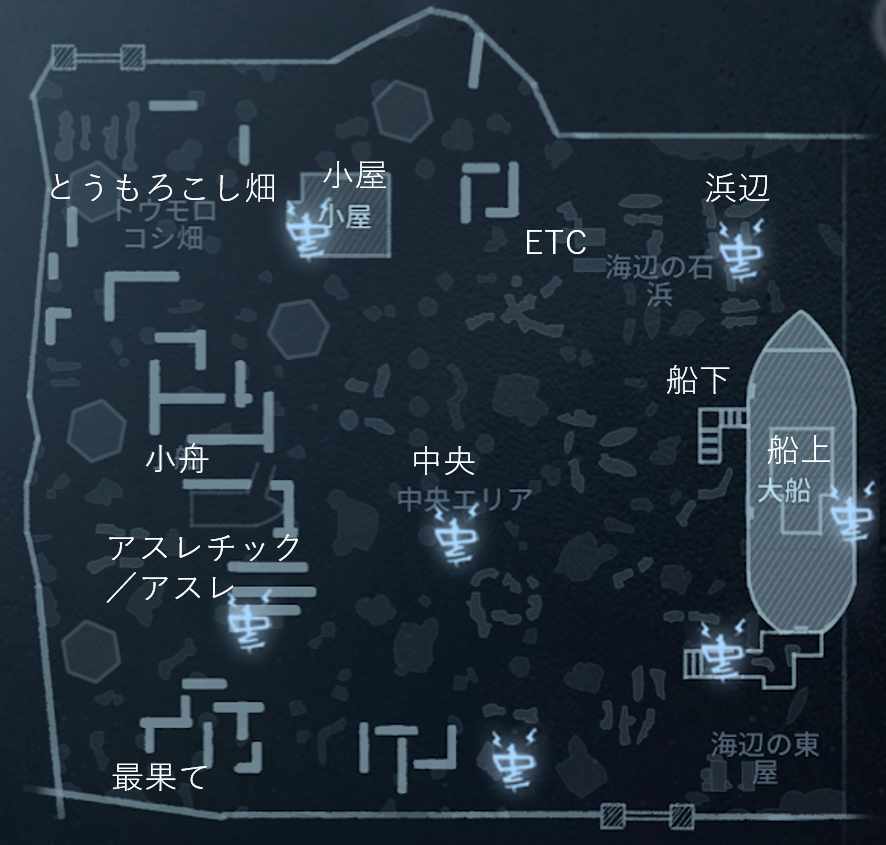 とうもろこし畑
トウモロ
コシ畑
小屋
小屋
ETC
浜辺
海辺の石
浜
船下
船上
大船
小舟
中央
中央エリア
アスレチック
／アスレ
最果て
海辺の東
屋